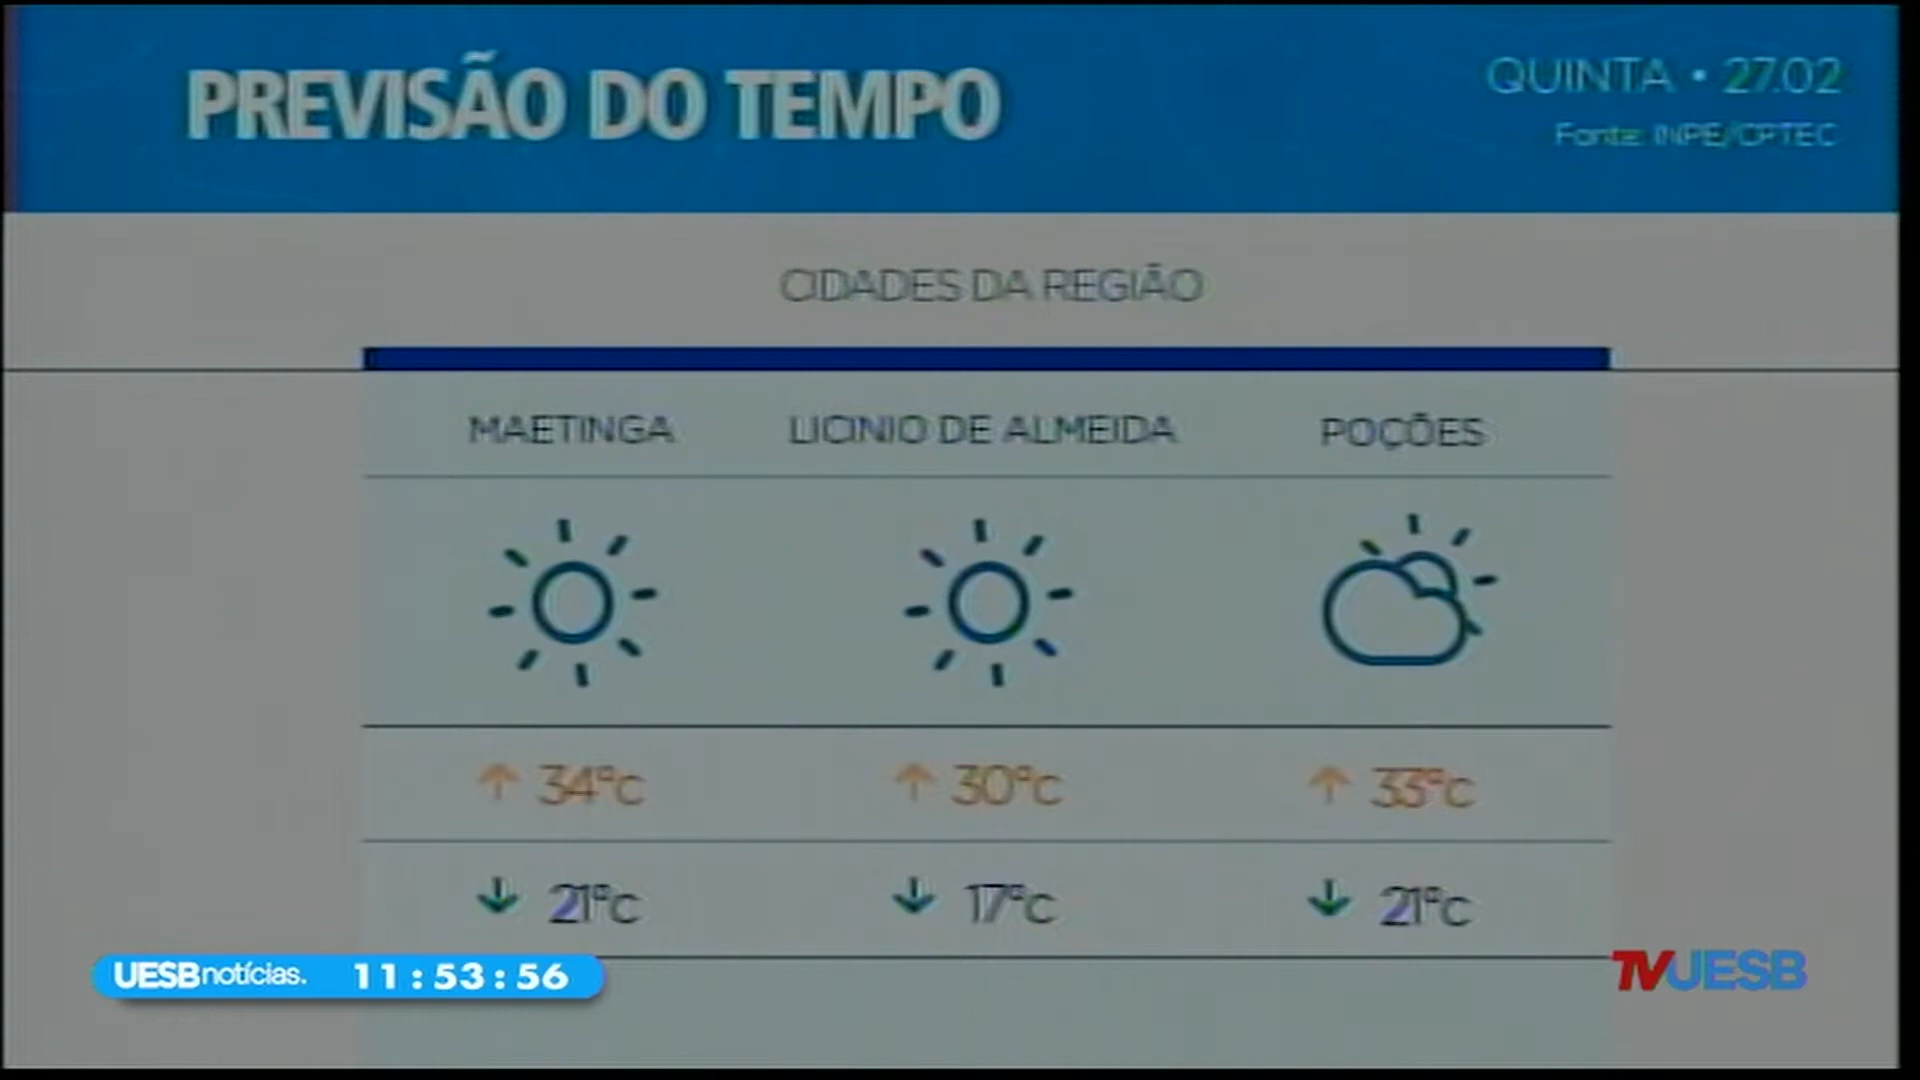 PREVISÃO DO TEMPO
QUINTA • 27.02
Fonte: INPE/CPTEC
CIDADES DA REGIÃO
MAETINGA LICINIO DE ALMEIDA POÇÕES
34°c 30°c 33°c
21°c 17°c 21°c
UESBnotícias. 11:53:56
TVUESB